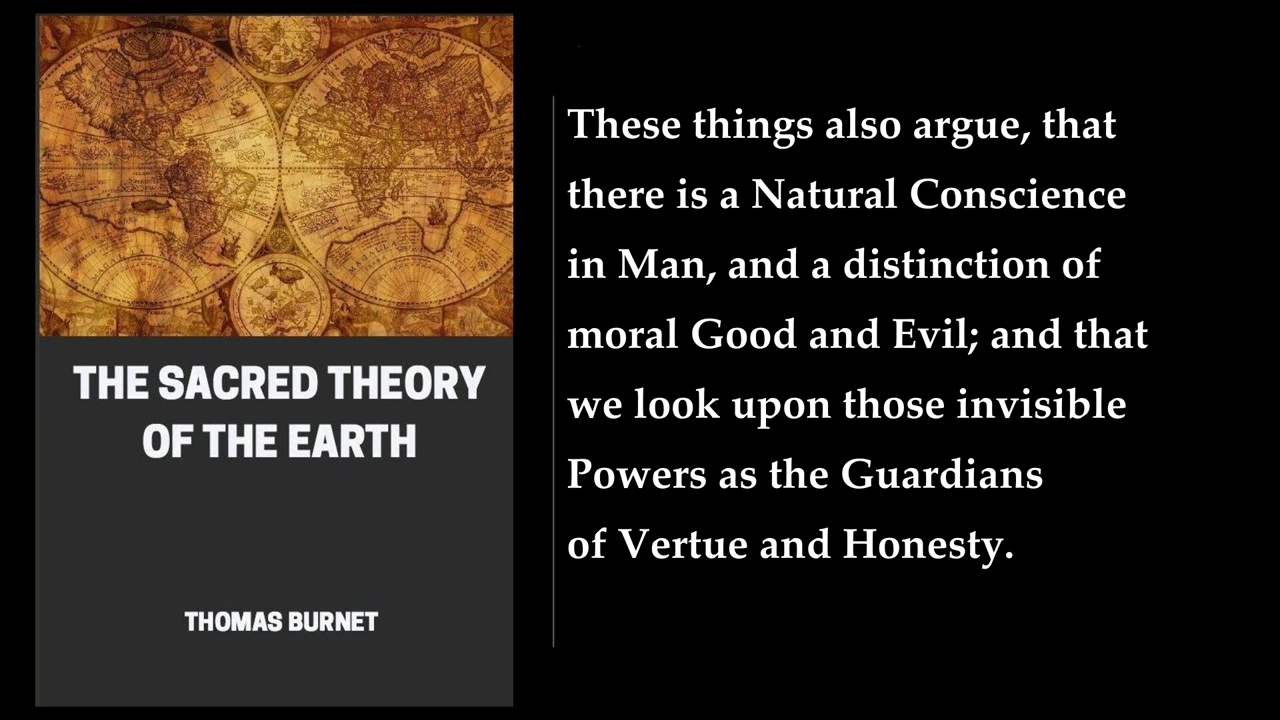 THE SACRED THEORY
OF THE EARTH
THOMAS BURNET
These things also argue, that
there is a Natural Conscience
in Man, and a distinction of
moral Good and Evil; and that
we look upon those invisible
Powers as the Guardians
of Vertue and Honesty.